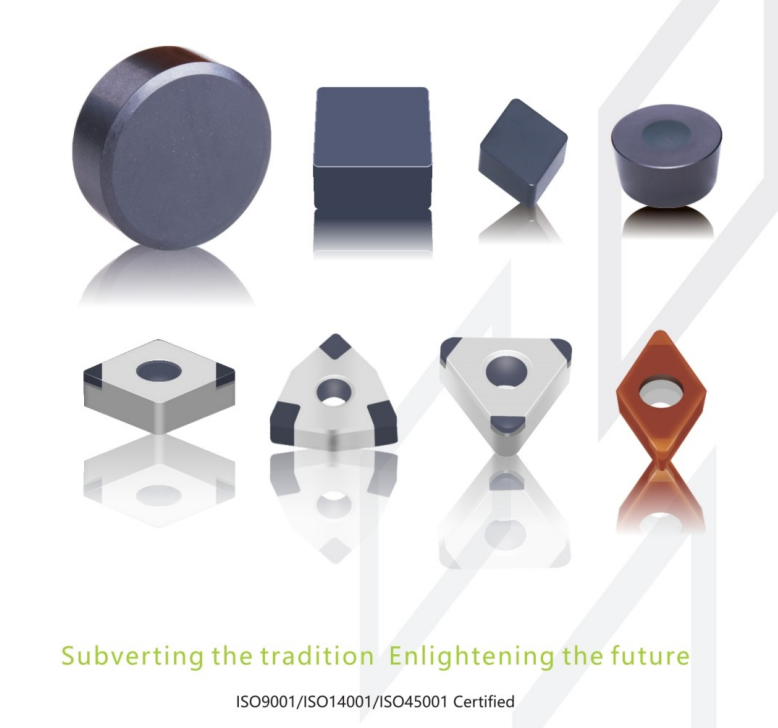 Subverting the tradition Enlightening the future
ISO9001/ISO14001/ISO45001 Certified